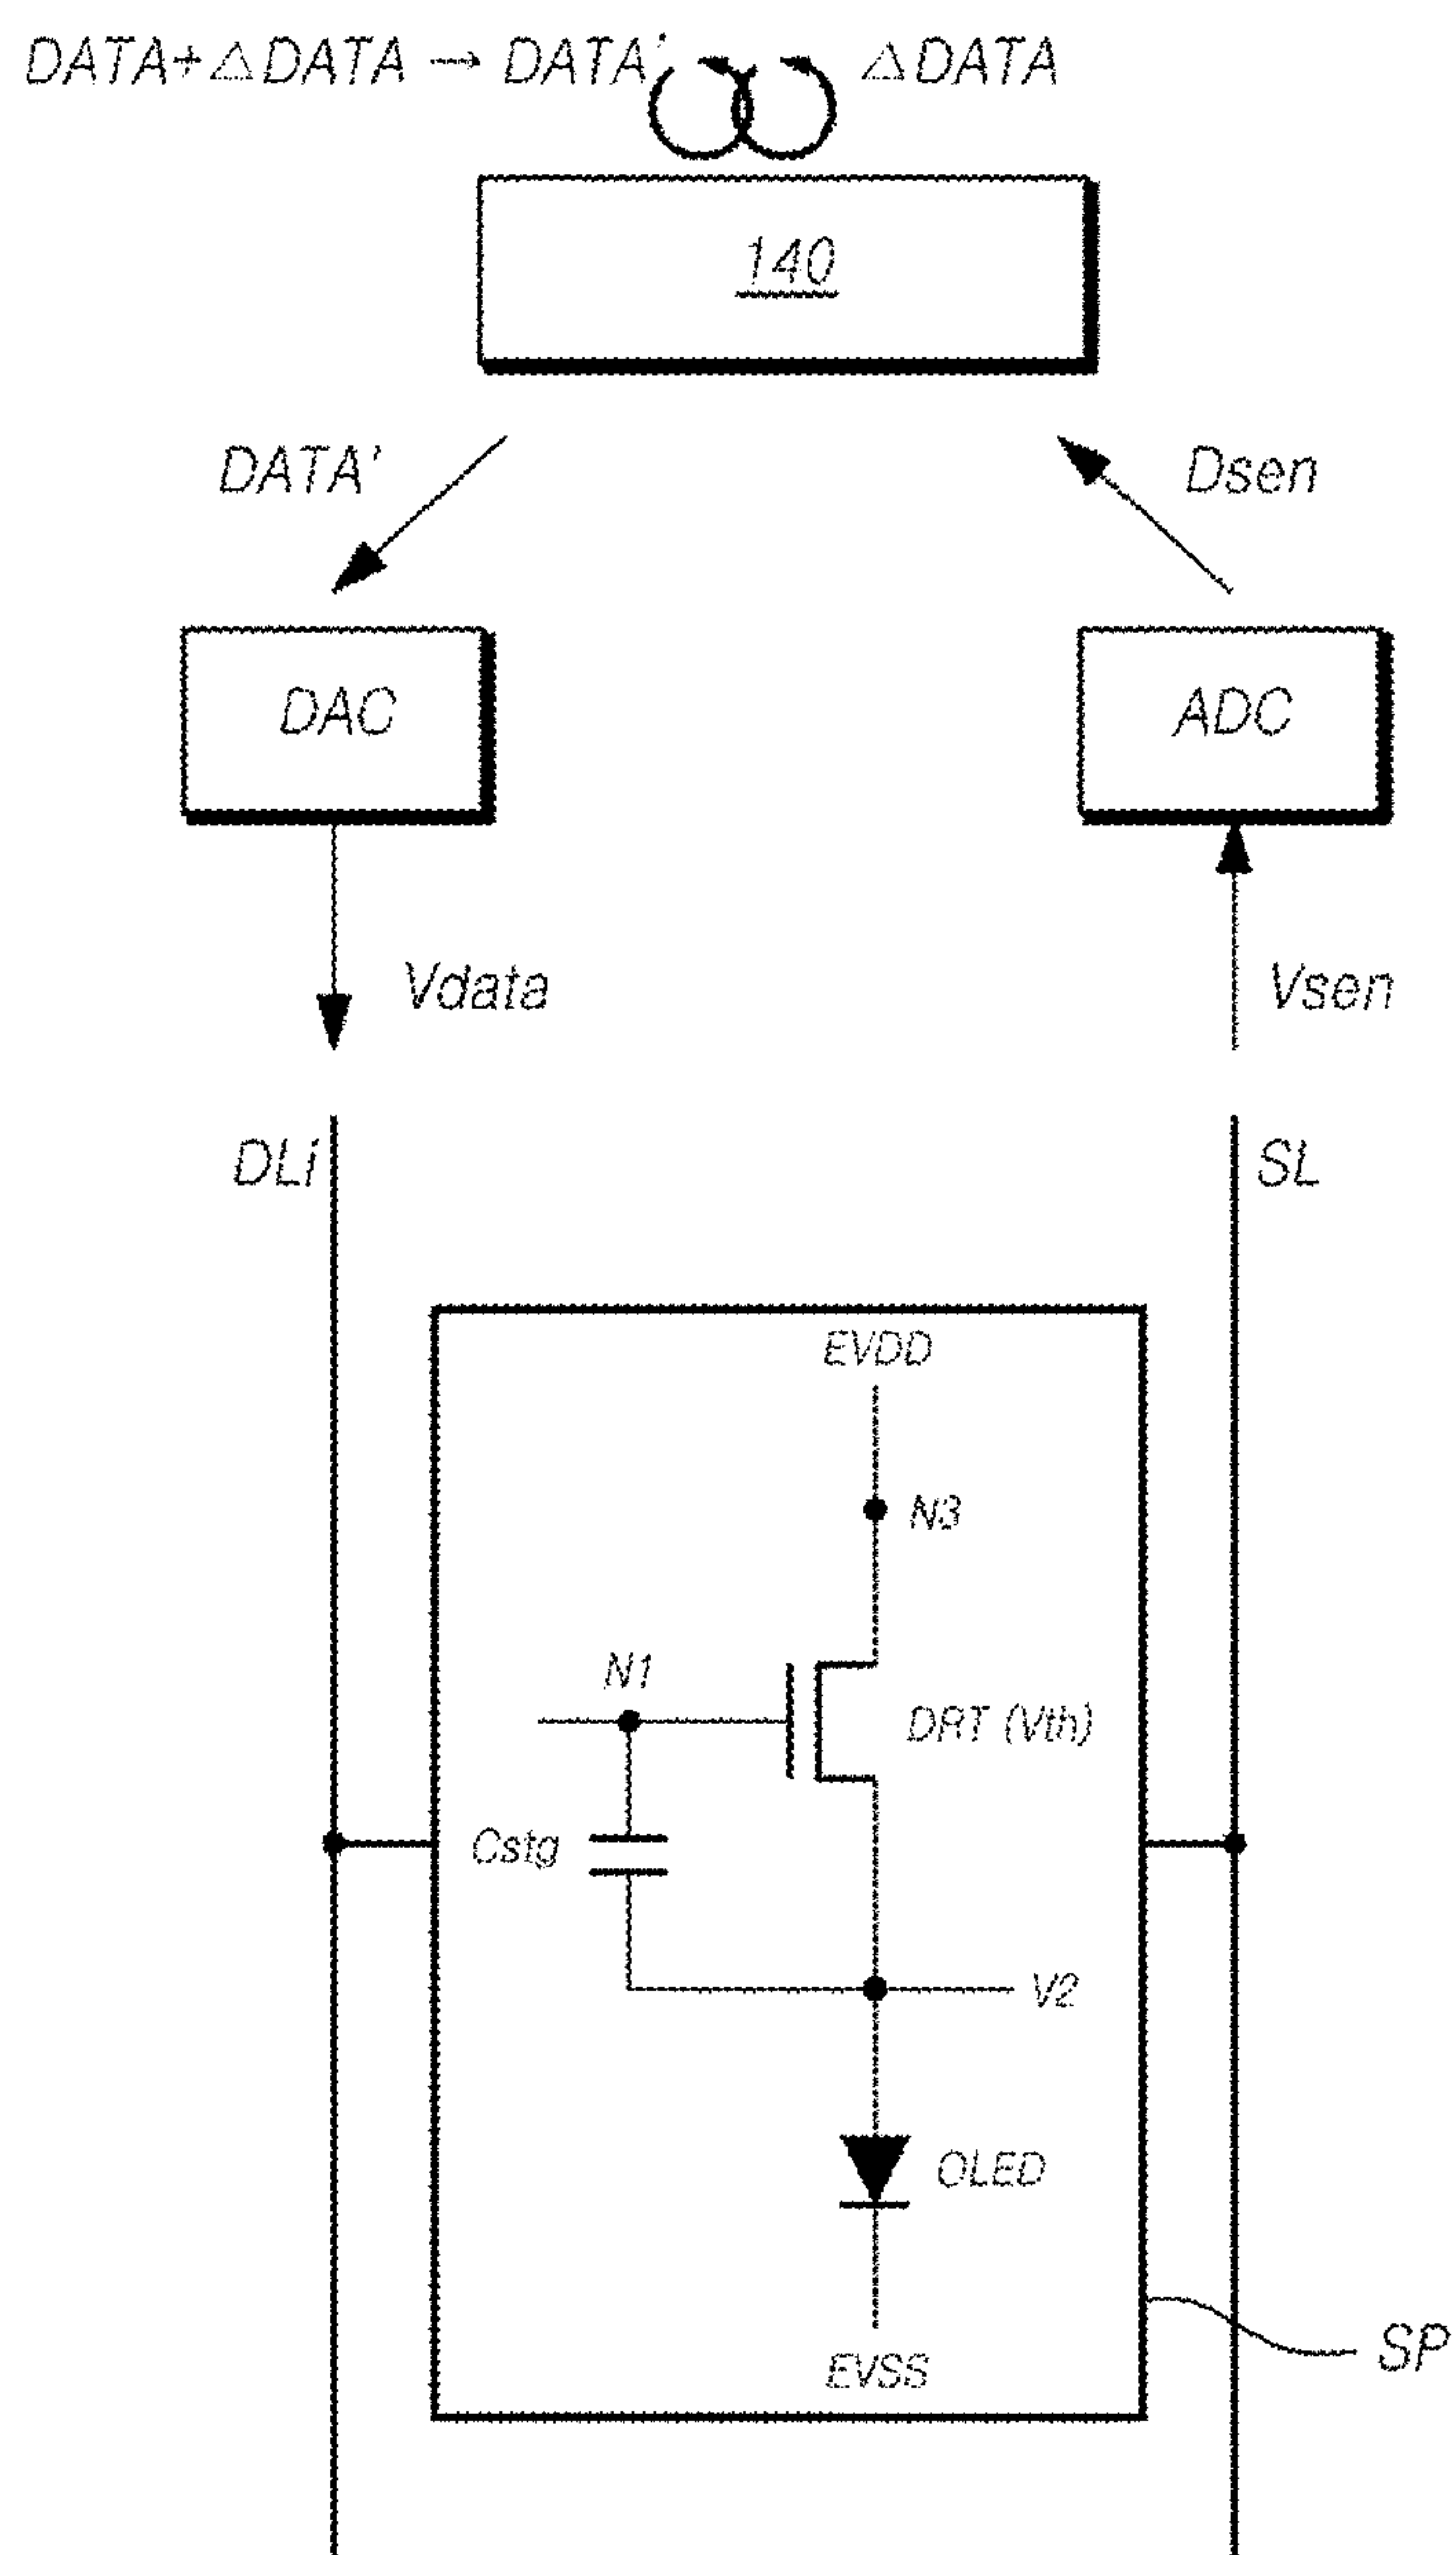 DATA+△DATA → DATA' △DATA
140
DATA' Dsen
DAC ADC
Vdata Vsen
DLi SL
EVDD
N3
N1
DRT (Vth)
Cstg
V2
OLED
SP
EVSS